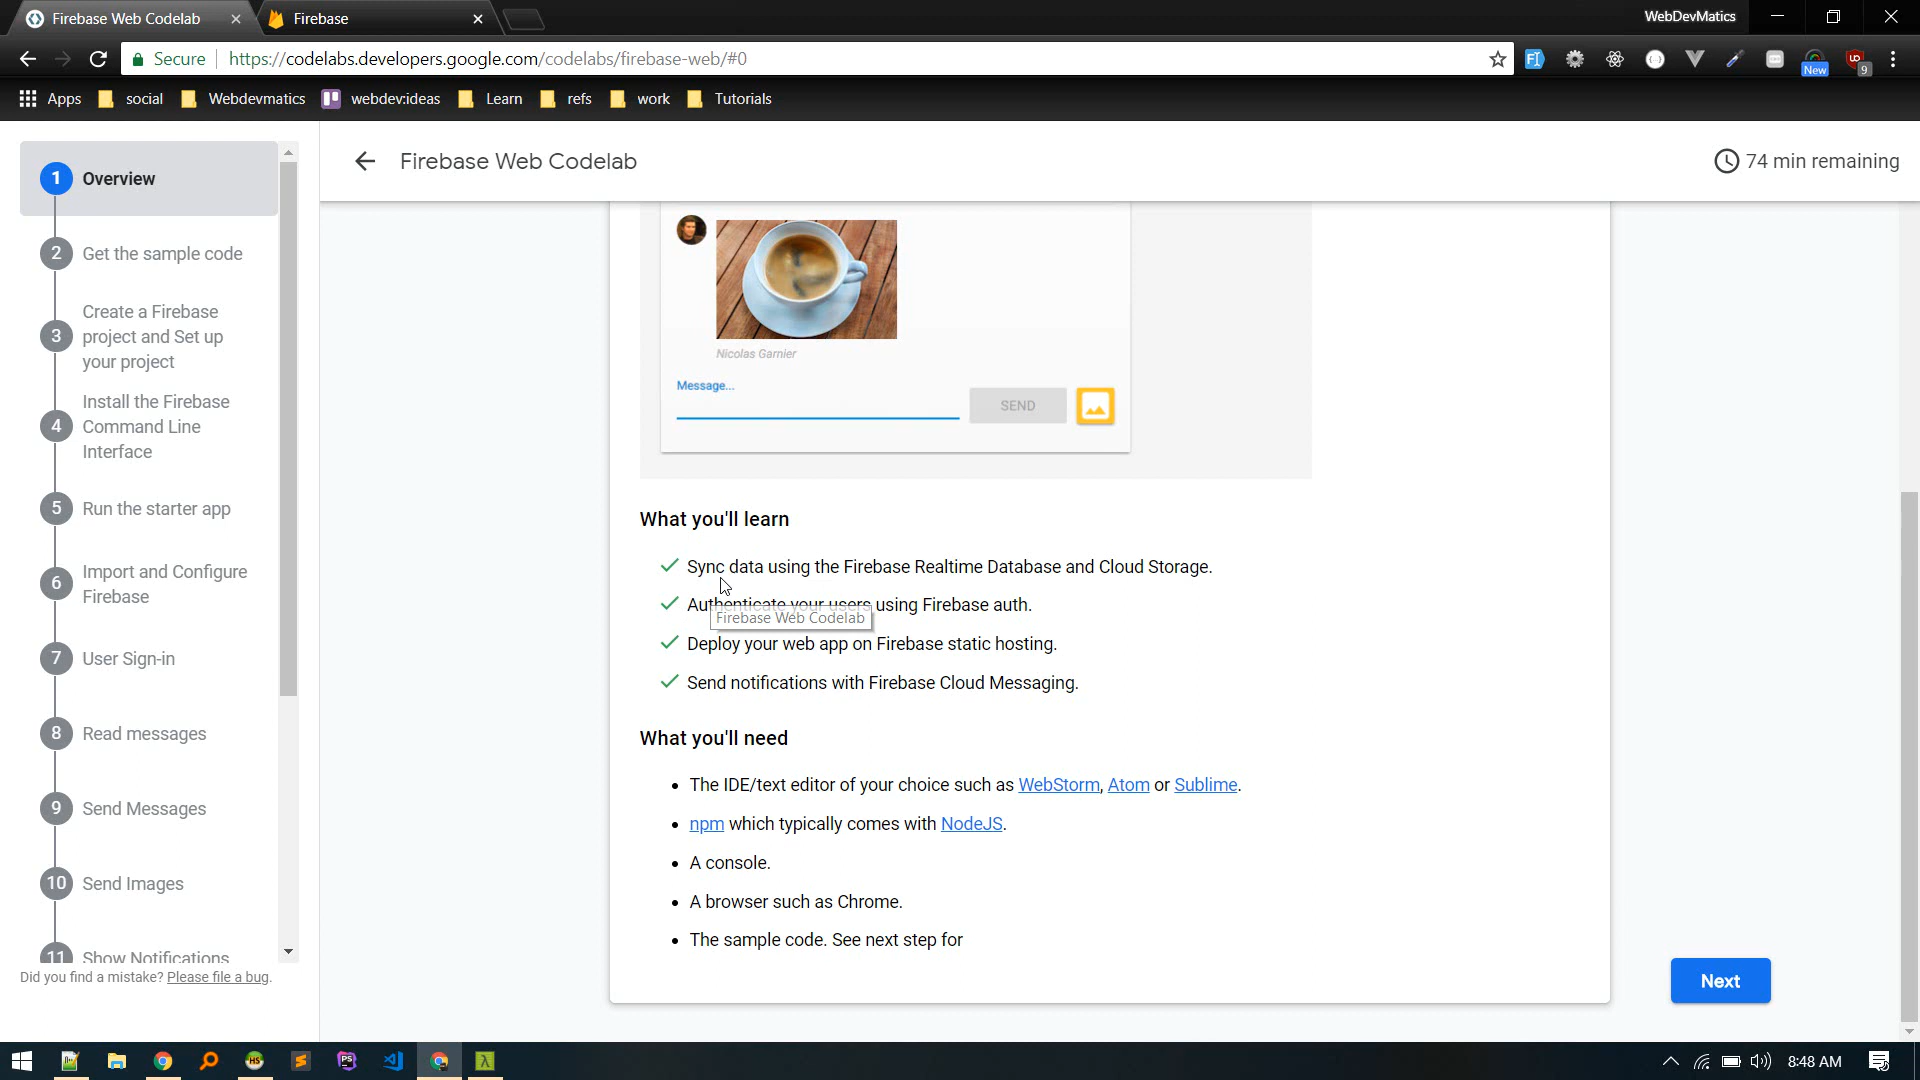 Firebase Web Codelab
Firebase
WebDevMatics
Secure
https://codelabs.developers.google.com/codelabs/firebase-web/#0
New
9
Apps
social
Webdevmatics
webdev:ideas
Learn
refs
work
Tutorials
1 Overview
2 Get the sample code
3 Create a Firebase
project and Set up
your project
4 Install the Firebase
Command Line
Interface
5 Run the starter app
6 Import and Configure
Firebase
7 User Sign-in
8 Read messages
9 Send Messages
10 Send Images
11 Show Notifications
Did you find a mistake? Please file a bug.
Firebase Web Codelab
74 min remaining
Nicolas Garnier
Message...
SEND
What you'll learn
Sync data using the Firebase Realtime Database and Cloud Storage.
Authenticate your users using Firebase auth.
Firebase Web Codelab
Deploy your web app on Firebase static hosting.
Send notifications with Firebase Cloud Messaging.
What you'll need
The IDE/text editor of your choice such as WebStorm, Atom or Sublime.
npm which typically comes with NodeJS.
A console.
A browser such as Chrome.
The sample code. See next step for
Next
8:48 AM